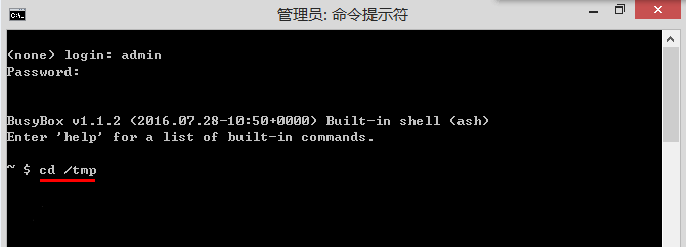 管理员: 命令提示符
(none) login: admin
Password:
BusyBox v1.1.2 (2016.07.28-10:50+0000) Built-in shell (ash)
Enter 'help' for a list of built-in commands.
~ $ cd /tmp